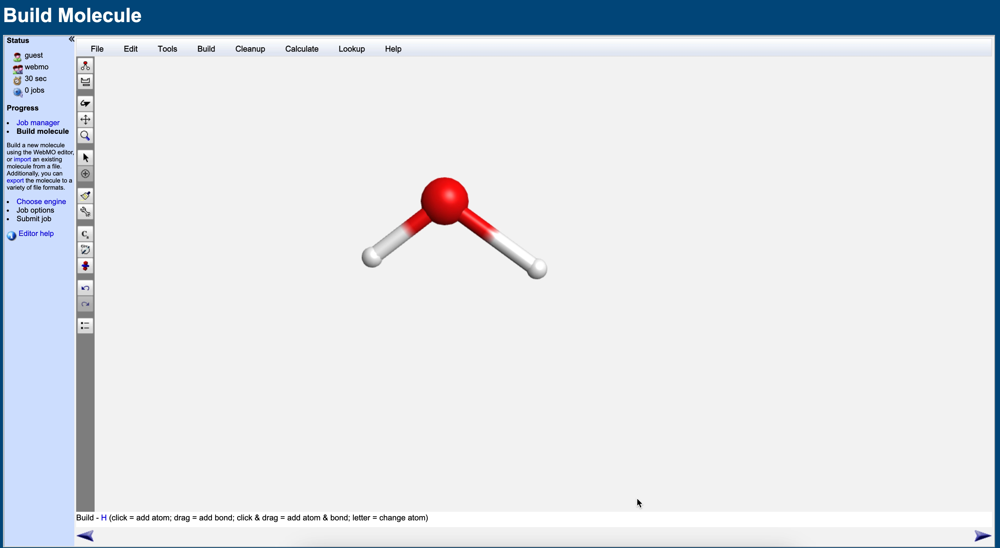 Build Molecule
Status
guest
webmo
30 sec
0 jobs
Progress
Job manager
Build molecule
Build a new molecule
using the WebMO editor,
or import an existing
molecule from a file.
Additionally, you can
export the molecule to a
variety of file formats.
Choose engine
Job options
Submit job
Editor help
File Edit Tools Build Cleanup Calculate Lookup Help
Cs
C2v
Build - H (click = add atom; drag = add bond; click & drag = add atom & bond; letter = change atom)